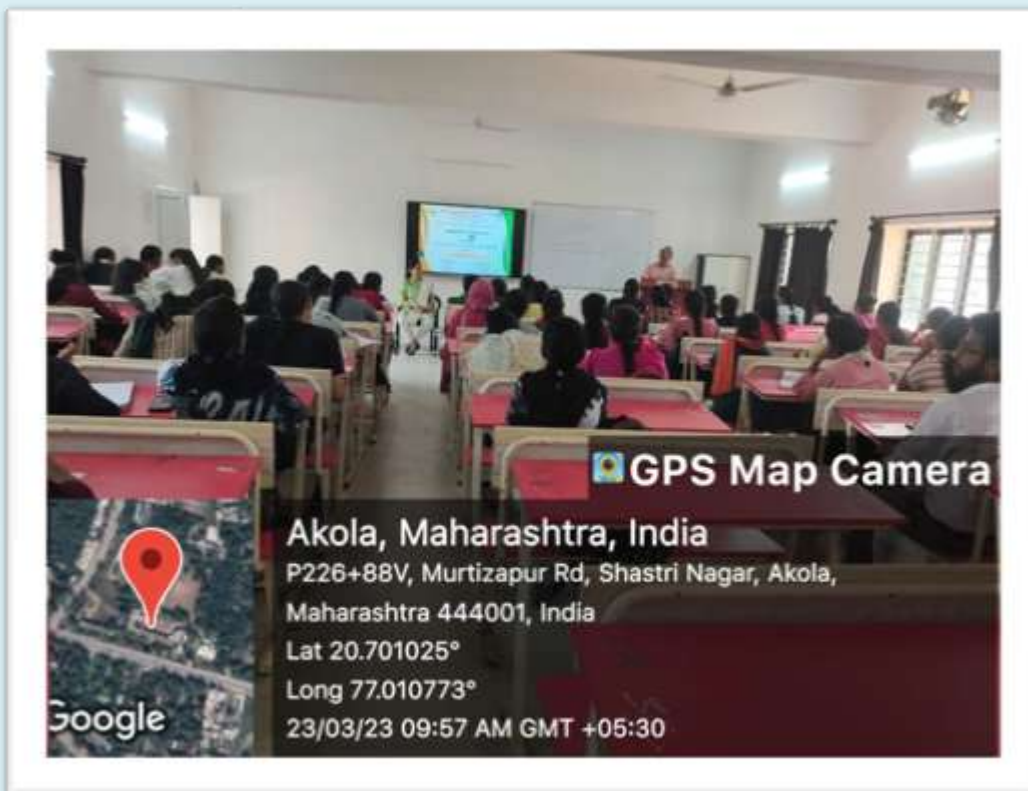 GPS Map Camera
Akola, Maharashtra, India
P226+88V, Murtizapur Rd, Shastri Nagar, Akola,
Maharashtra 444001, India
Lat 20.701025°
Long 77.010773°
23/03/23 09:57 AM GMT +05:30
Google